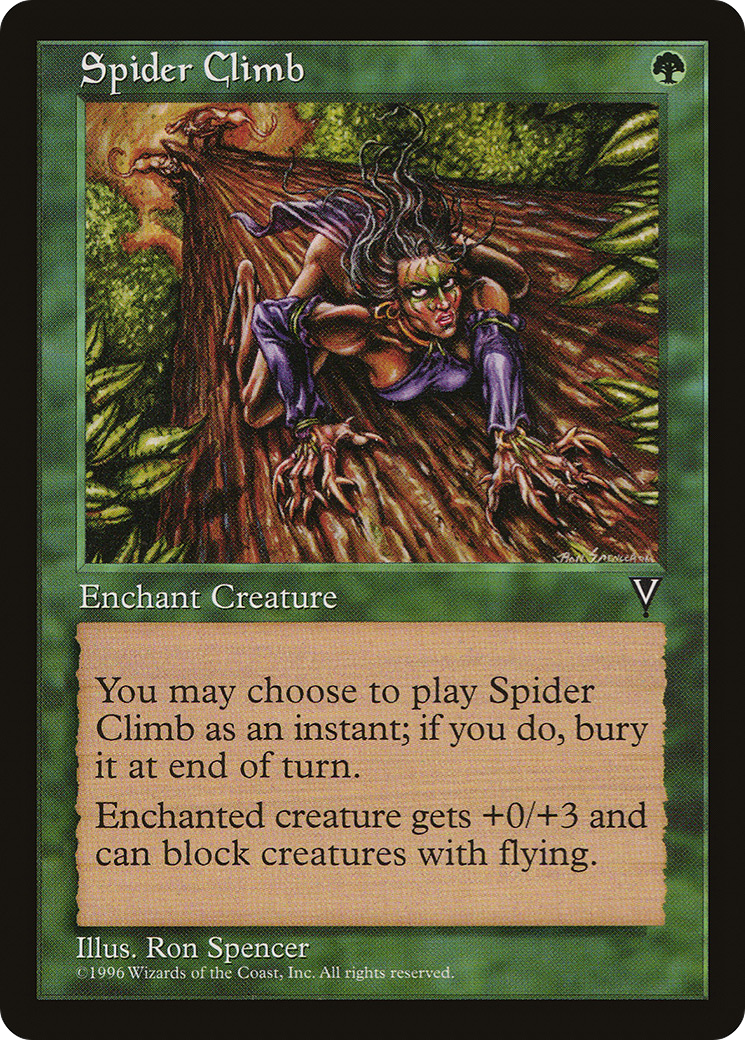 Spider Climb
Ron Spencer
Enchant Creature
V
You may choose to play Spider
Climb as an instant; if you do, bury
it at end of turn.
Enchanted creature gets +0/+3 and
can block creatures with flying.
Illus. Ron Spencer
©1996 Wizards of the Coast, Inc. All rights reserved.